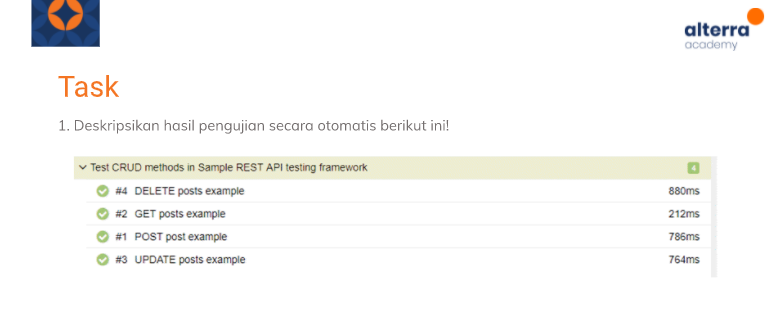 alterra
academy
Task
1. Deskripsikan hasil pengujian secara otomatis berikut ini!
Test CRUD methods in Sample REST API testing framework 4
#4 DELETE posts example 880ms
#2 GET posts example 212ms
#1 POST post example 786ms
#3 UPDATE posts example 764ms